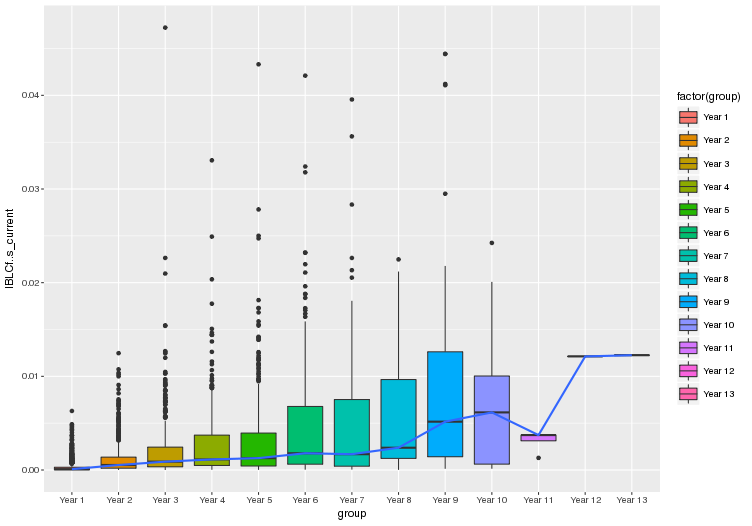 IBLCf..s_current
0.04
0.03
0.02
0.01
0.00
Year 1 Year 2 Year 3 Year 4 Year 5 Year 6 Year 7 Year 8 Year 9 Year 10 Year 11 Year 12 Year 13
group
factor(group)
Year 1
Year 2
Year 3
Year 4
Year 5
Year 6
Year 7
Year 8
Year 9
Year 10
Year 11
Year 12
Year 13